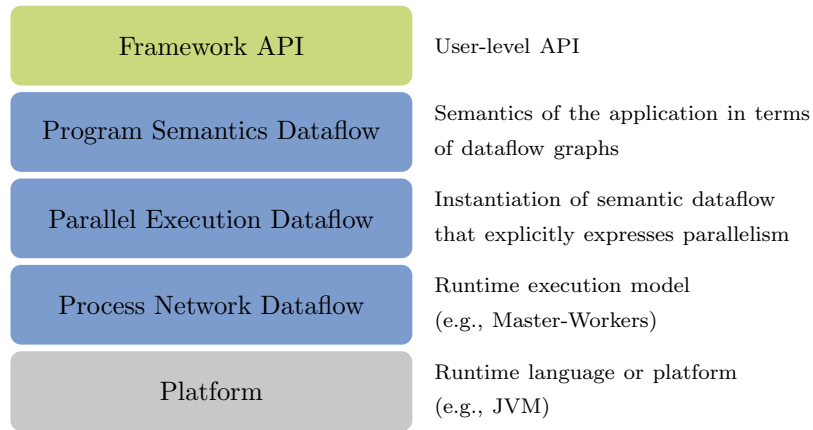 Framework API
User-level API
Program Semantics Dataflow
Semantics of the application in terms
of dataflow graphs
Parallel Execution Dataflow
Instantiation of semantic dataflow
that explicitly expresses parallelism
Process Network Dataflow
Runtime execution model
(e.g., Master-Workers)
Platform
Runtime language or platform
(e.g., JVM)